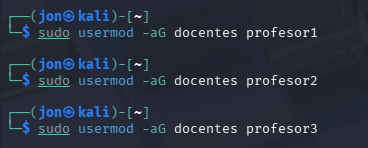 ┌──(jon㉿kali)-[~]
└─$ sudo usermod -aG docentes profesor1
┌──(jon㉿kali)-[~]
└─$ sudo usermod -aG docentes profesor2
┌──(jon㉿kali)-[~]
└─$ sudo usermod -aG docentes profesor3